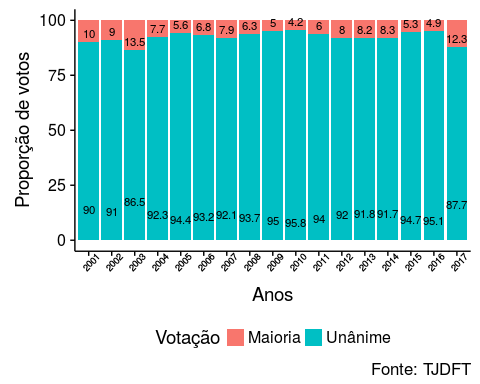 100
75
50
25
0
Proporção de votos
10 9 13.5 7.7 5.6 6.8 7.9 6.3 5 4.2 6 8 8.2 8.3 5.3 4.9 12.3
90 91 86.5 92.3 94.4 93.2 92.1 93.7 95 95.8 94 92 91.8 91.7 94.7 95.1 87.7
2001 2002 2003 2004 2005 2006 2007 2008 2009 2010 2011 2012 2013 2014 2015 2016 2017
Anos
Votação Maioria Unânime
Fonte: TJDFT